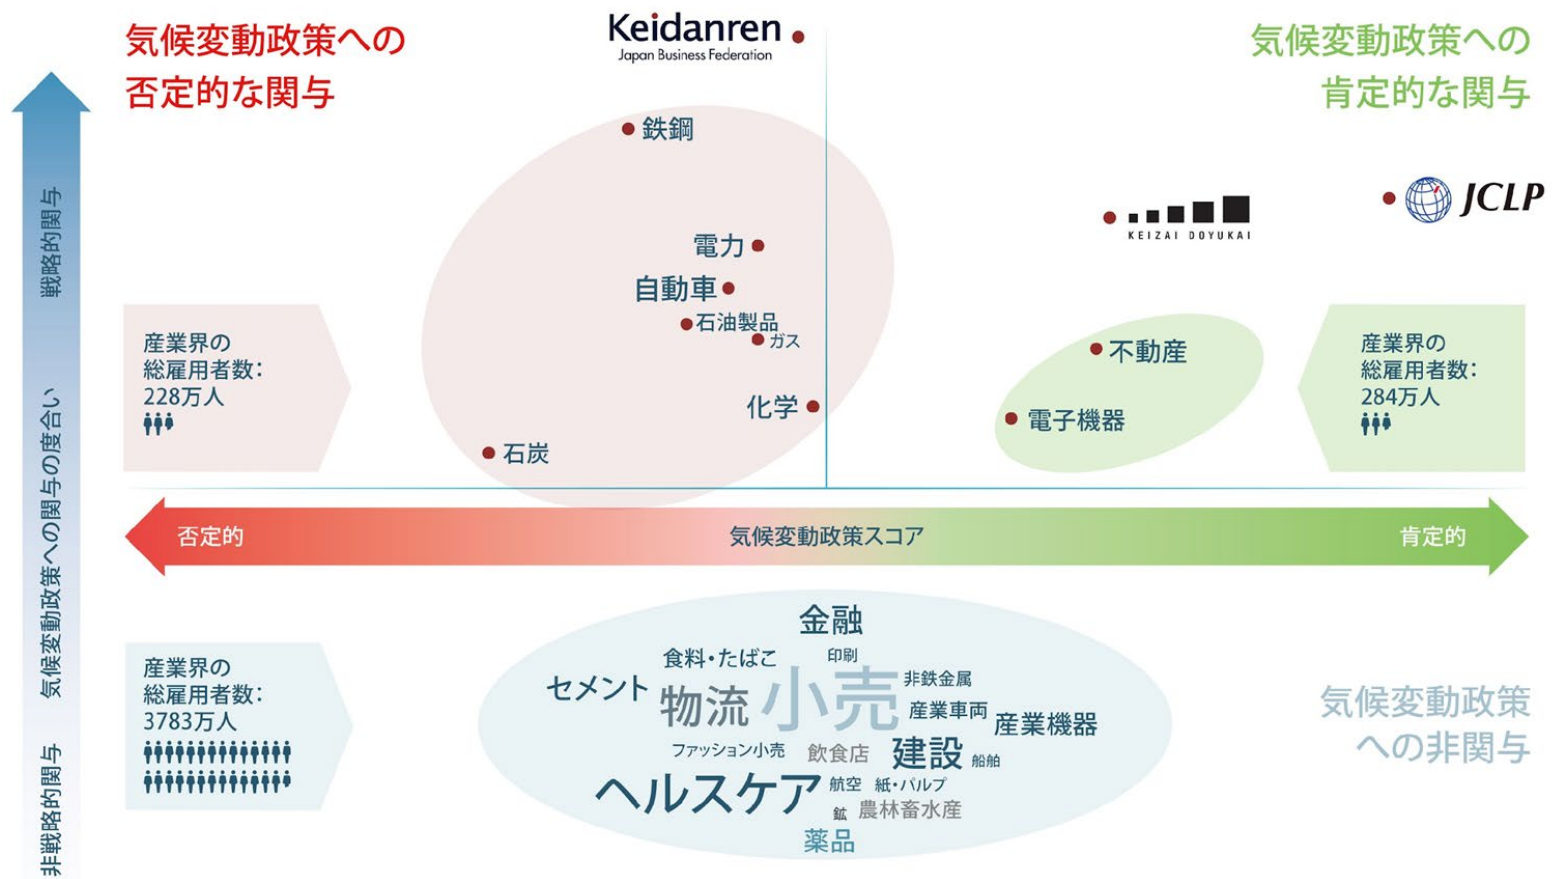 気候変動政策への
否定的な関与
Keidanren
Japan Business Federation
気候変動政策への
肯定的な関与
鉄鋼
JCLP
KEIZAI DOYUKAI
電力
自動車
石油製品
ガス
化学
石炭
不動産
電子機器
産業界の
総雇用者数：
228万人
産業界の
総雇用者数：
284万人
戦略的関与
気候変動政策への関与の度合い
非戦略的関与
否定的
気候変動政策スコア
肯定的
産業界の
総雇用者数：
3783万人
金融
食料・たばこ
印刷
セメント
物流
小売
非鉄金属
産業車両
産業機器
ファッション小売
飲食店
建設
船舶
ヘルスケア
航空
紙・パルプ
鉱
農林畜水産
薬品
気候変動政策
への非関与